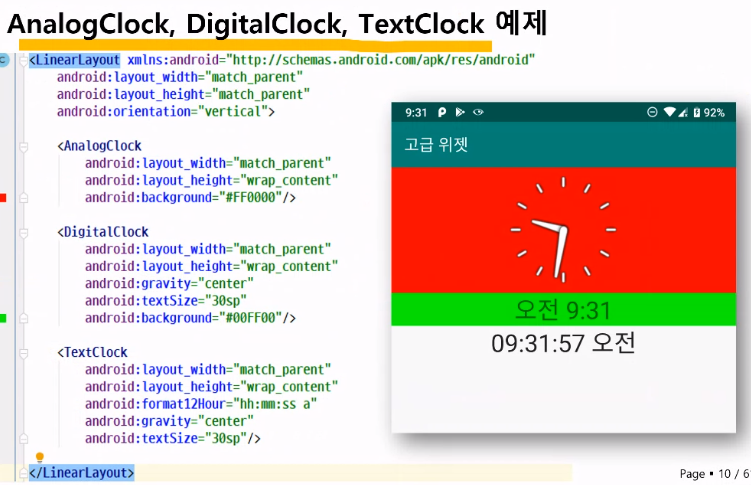 AnalogClock, DigitalClock, TextClock 예제
<LinearLayout xmlns:android="http://schemas.android.com/apk/res/android"
android:layout_width="match_parent"
android:layout_height="match_parent"
android:orientation="vertical">
<AnalogClock
android:layout_width="match_parent"
android:layout_height="wrap_content"
android:background="#FF0000"/>
<DigitalClock
android:layout_width="match_parent"
android:layout_height="wrap_content"
android:gravity="center"
android:textSize="30sp"
android:background="#00FF00"/>
<TextClock
android:layout_width="match_parent"
android:layout_height="wrap_content"
android:format12Hour="hh:mm:ss a"
android:gravity="center"
android:textSize="30sp"/>
</LinearLayout>
9:31 92%
고급 위젯
오전 9:31
09:31:57 오전
Page ▪ 10 / 6